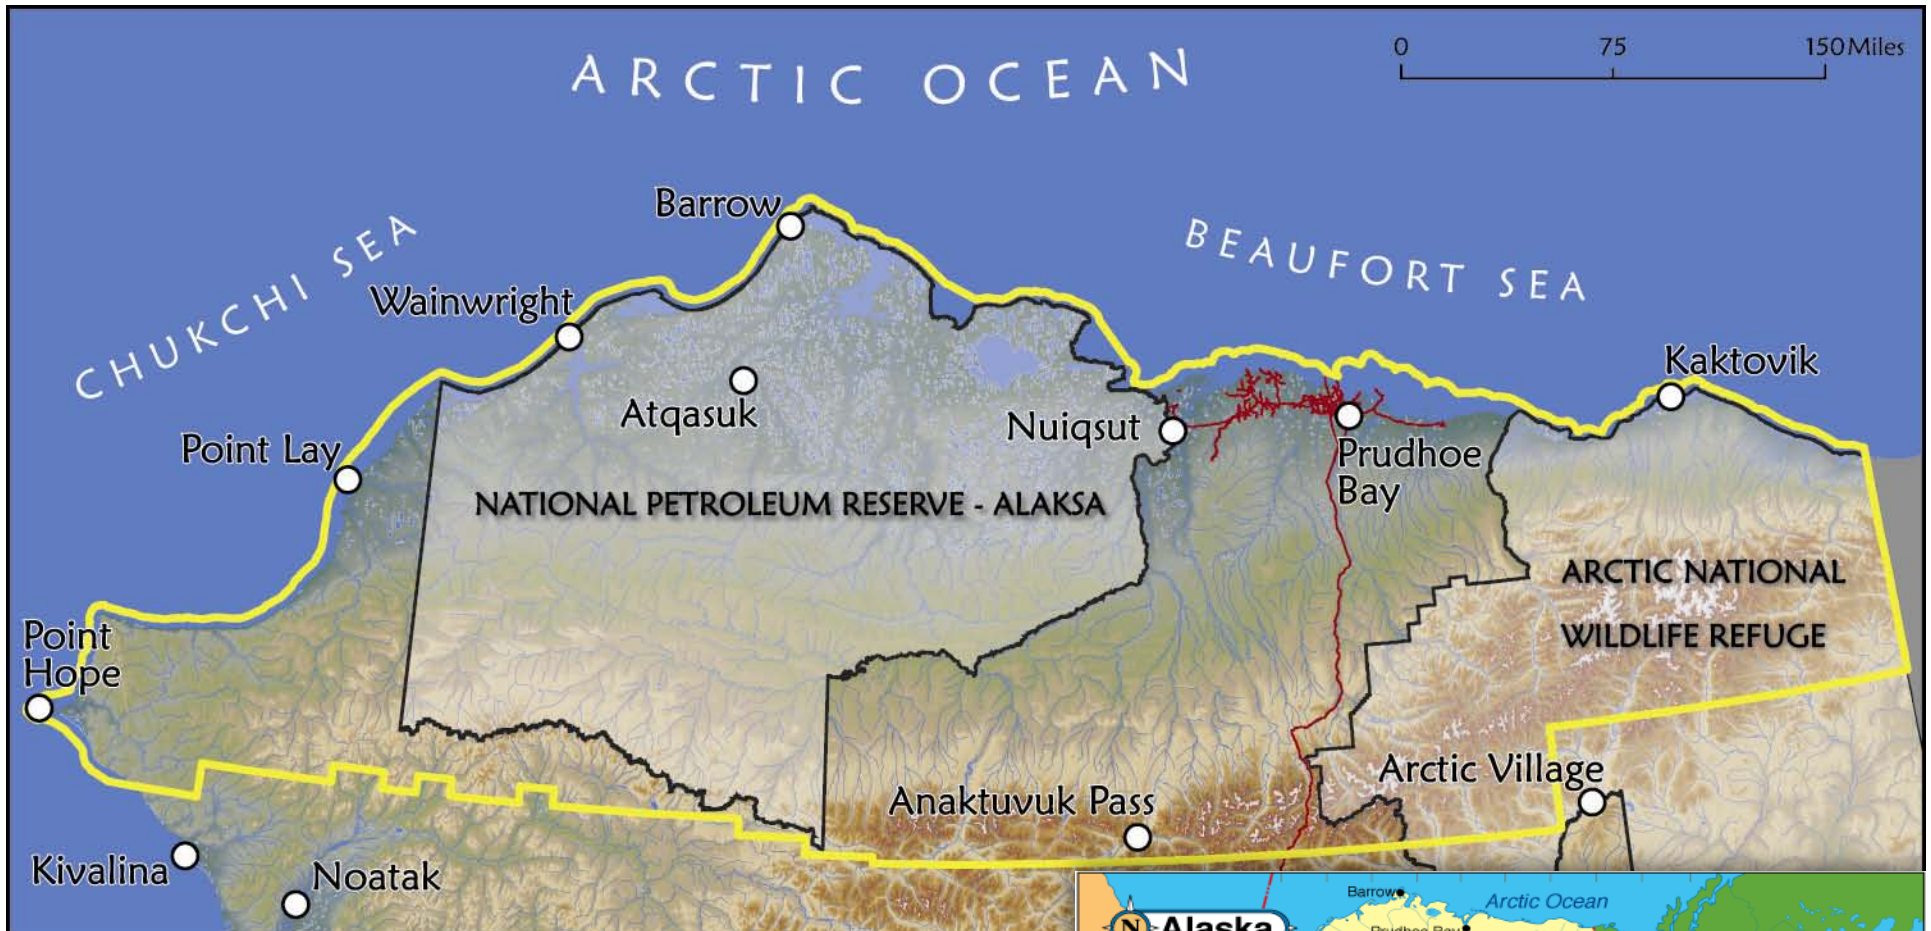 0 75 150 Miles
ARCTIC OCEAN
Barrow
CHUKCHI SEA
BEAUFORT SEA
Wainwright
Kaktovik
Atqasuk
Nuiqsut
Point Lay
Prudhoe
Bay
NATIONAL PETROLEUM RESERVE - ALAKSA
ARCTIC NATIONAL
WILDLIFE REFUGE
Point
Hope
Arctic Village
Anaktuvuk Pass
Kivalina
Noatak
Barrow
Arctic Ocean
N
Alaska
Prudhoe Bay